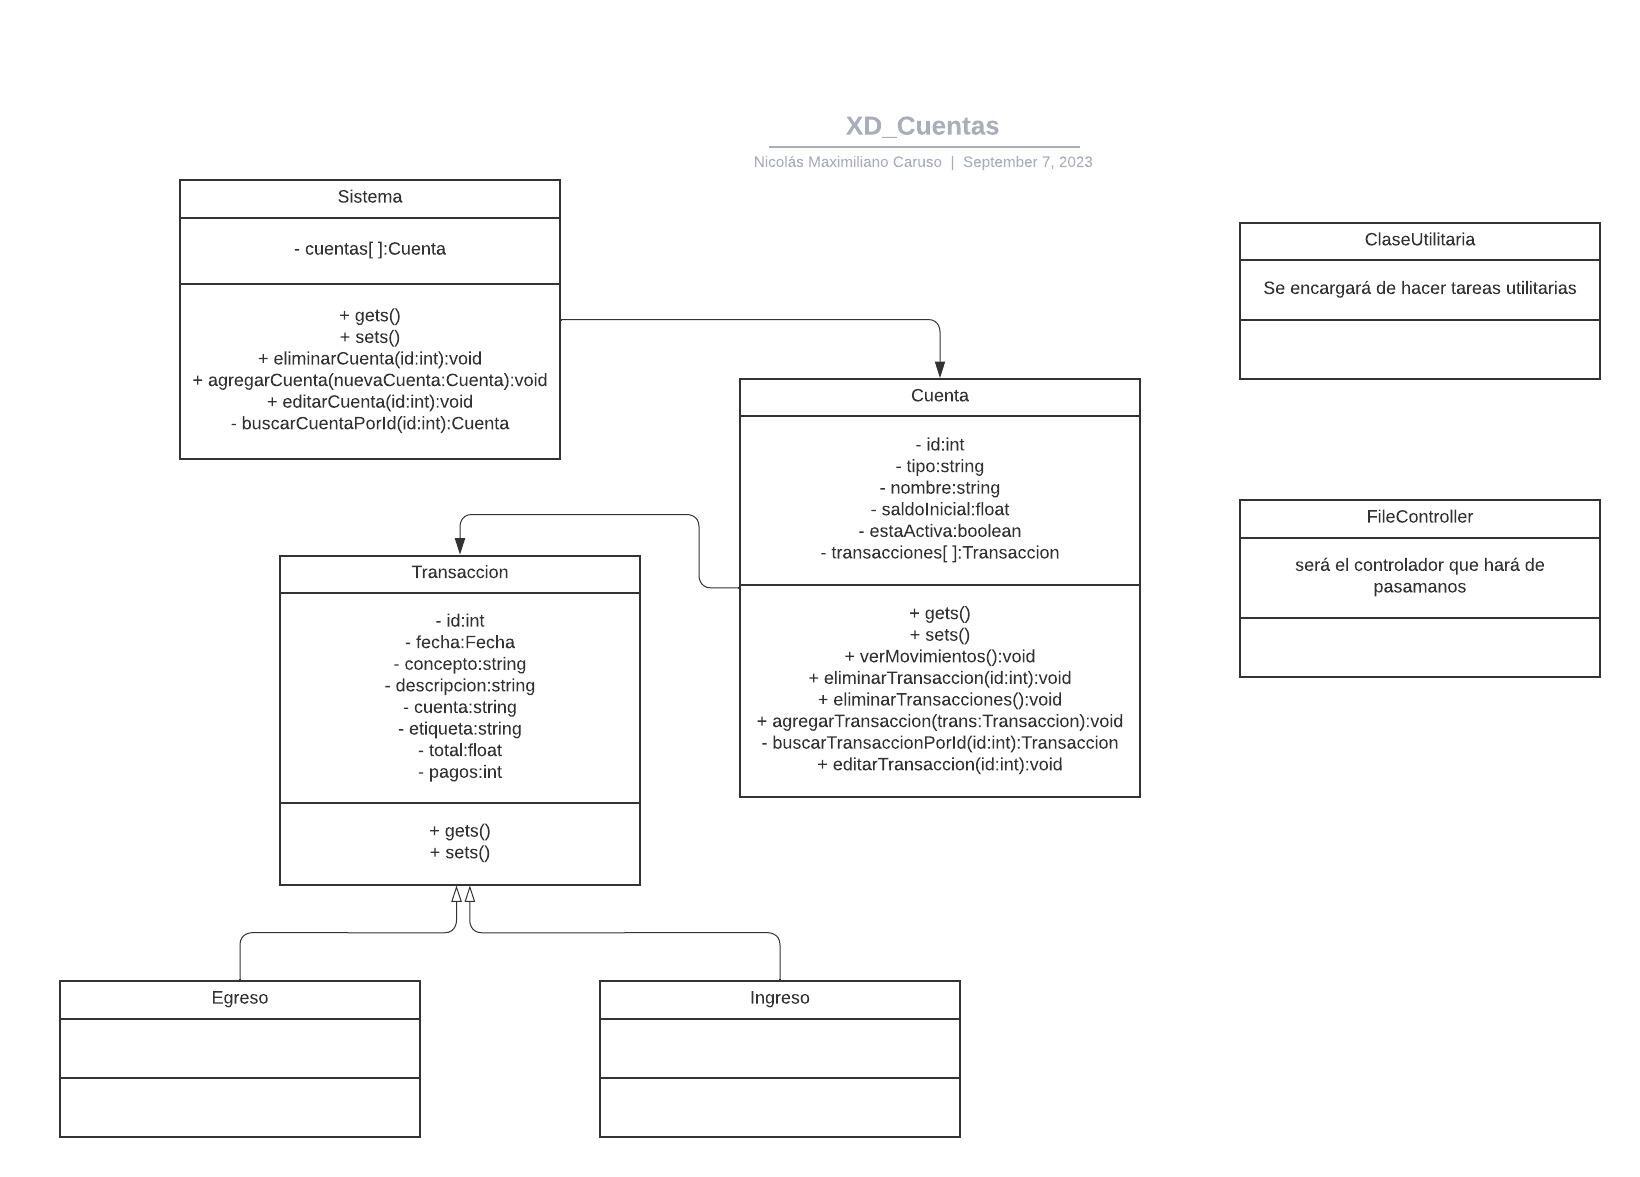 XD_Cuentas
Nicolás Maximiliano Caruso | September 7, 2023
Sistema
- cuentas[ ]:Cuenta
+ gets()
+ sets()
+ eliminarCuenta(id:int):void
+ agregarCuenta(nuevaCuenta:Cuenta):void
+ editarCuenta(id:int):void
- buscarCuentaPorId(id:int):Cuenta
ClaseUtilitaria
Se encargará de hacer tareas utilitarias
Cuenta
- id:int
- tipo:string
- nombre:string
- saldoInicial:float
- estaActiva:boolean
- transacciones[ ]:Transaccion
+ gets()
+ sets()
+ verMovimientos():void
+ eliminarTransaccion(id:int):void
+ eliminarTransacciones():void
+ agregarTransaccion(trans:Transaccion):void
- buscarTransaccionPorId(id:int):Transaccion
+ editarTransaccion(id:int):void
FileController
será el controlador que hará de
pasamanos
Transaccion
- id:int
- fecha:Fecha
- concepto:string
- descripcion:string
- cuenta:string
- etiqueta:string
- total:float
- pagos:int
+ gets()
+ sets()
Egreso
Ingreso